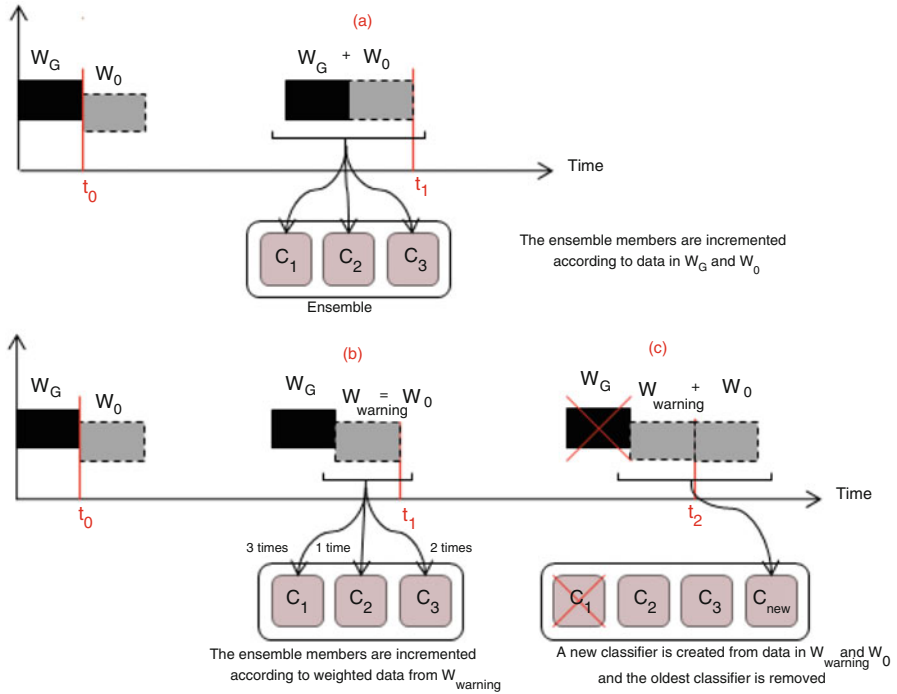 (a)
W_G W_0
W_G + W_0
Time
t_0 t_1
C_1 C_2 C_3
Ensemble
The ensemble members are incremented
according to data in W_G and W_0
(b)
W_G W_0
W_G W_warning = W_0
t_0 t_1
3 times 1 time 2 times
C_1 C_2 C_3
The ensemble members are incremented
according to weighted data from W_warning
(c)
W_G W_warning + W_0
Time
t_2
C_1 C_2 C_3 C_new
A new classifier is created from data in W_warning and W_0
and the oldest classifier is removed